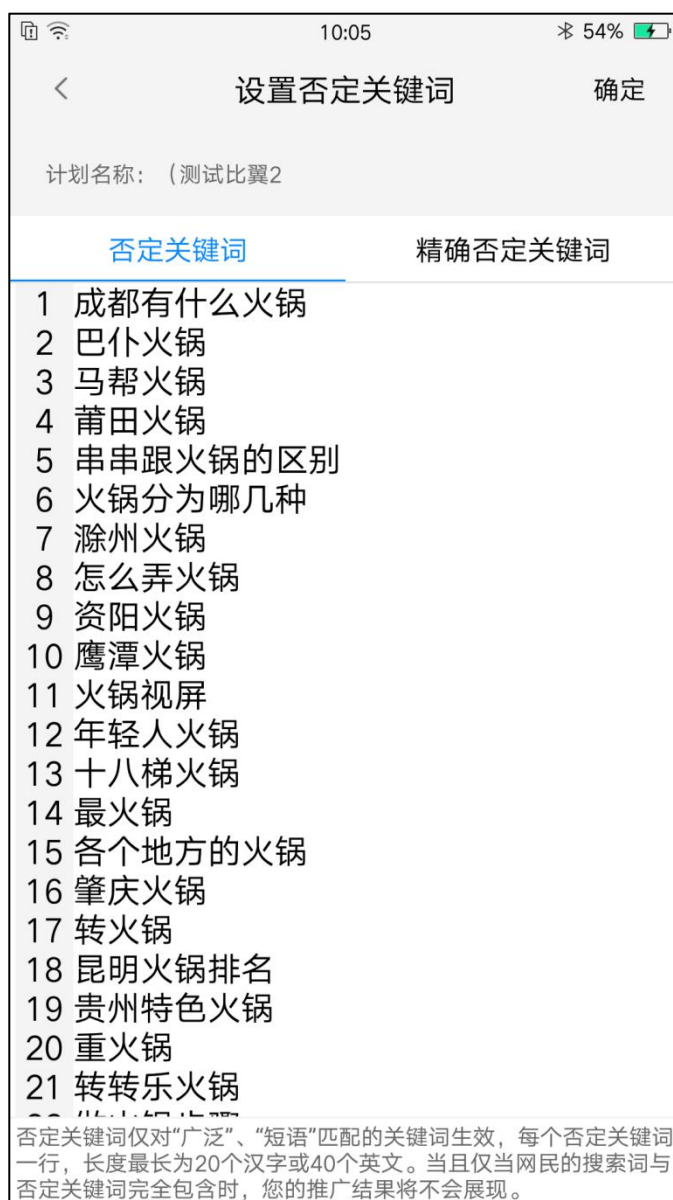 10:05
54%
设置否定关键词
确定
计划名称：（测试比翼2
否定关键词
精确否定关键词
1 成都有什么火锅
2 巴仆火锅
3 马帮火锅
4 莆田火锅
5 串串跟火锅的区别
6 火锅分为哪几种
7 滁州火锅
8 怎么弄火锅
9 资阳火锅
10 鹰潭火锅
11 火锅视屏
12 年轻人火锅
13 十八梯火锅
14 最火锅
15 各个地方的火锅
16 肇庆火锅
17 转火锅
18 昆明火锅排名
19 贵州特色火锅
20 重火锅
21 转转乐火锅
否定关键词仅对“广泛”、“短语”匹配的关键词生效，每个否定关键词
一行，长度最长为20个汉字或40个英文。当且仅当网民的搜索词与
否定关键词完全包含时，您的推广结果将不会展现。